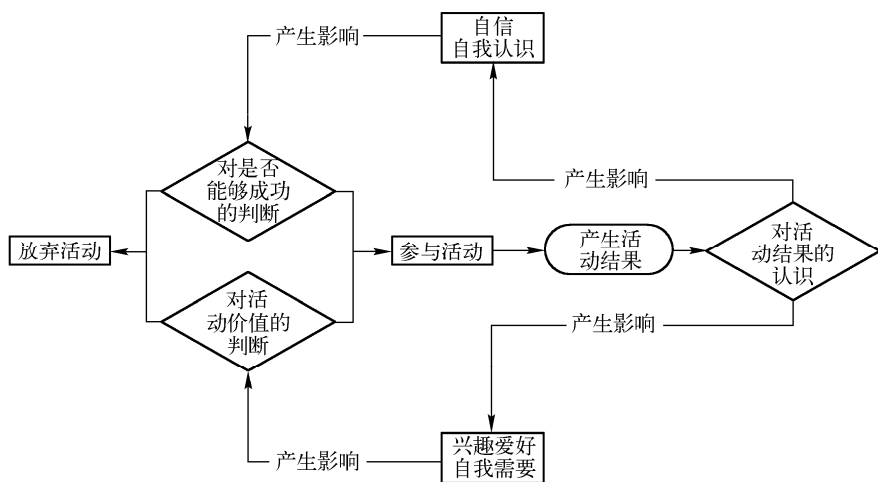 产生影响
自信
自我认识
对是否
能够成功
的判断
产生影响
放弃活动
参与活动
产生活
动结果
对活
动结果的
认识
对活
动价值的
判断
产生影响
产生影响
兴趣爱好
自我需要